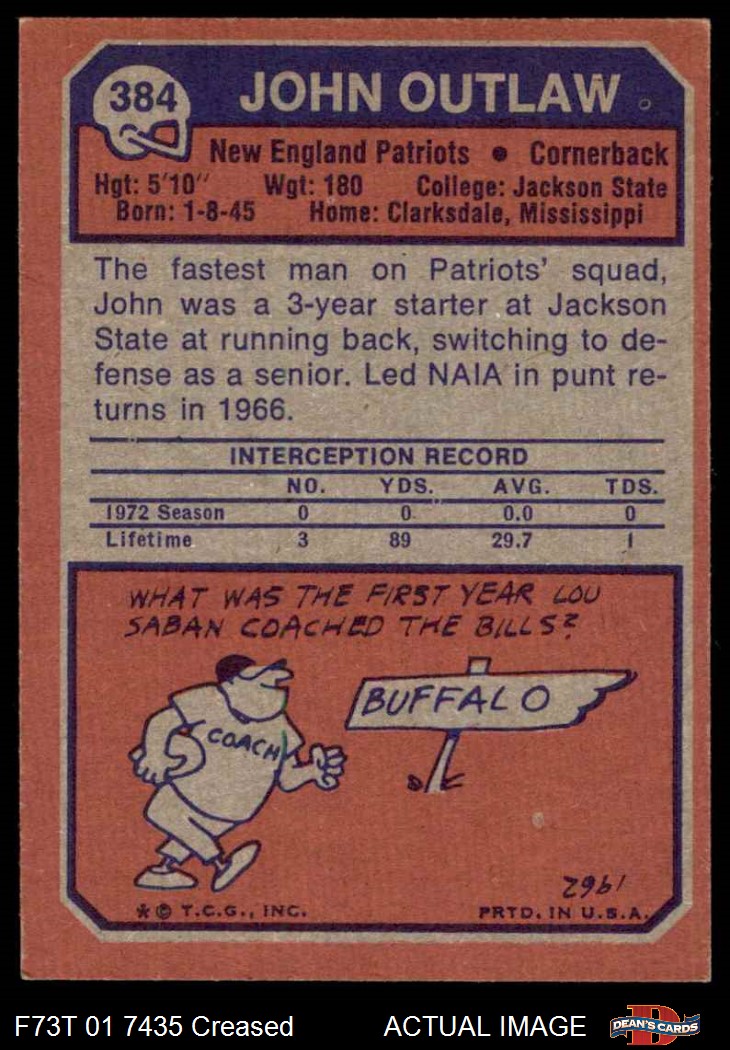 384 JOHN OUTLAW
New England Patriots • Cornerback
Hgt: 5'10" Wgt: 180 College: Jackson State
Born: 1-8-45 Home: Clarksdale, Mississippi
The fastest man on Patriots' squad,
John was a 3-year starter at Jackson
State at running back, switching to de-
fense as a senior. Led NAIA in punt re-
turns in 1966.
INTERCEPTION RECORD
NO. YDS. AVG. TDS.
1972 Season 0 0 0.0 0
Lifetime 3 89 29.7 1
WHAT WAS THE FIRST YEAR LOU
SABAN COACHED THE BILLS?
BUFFALO
COACH
1962
* © T.C.G., INC. PRTD. IN U.S.A.
F73T 01 7435 Creased ACTUAL IMAGE D DEAN'S CARDS